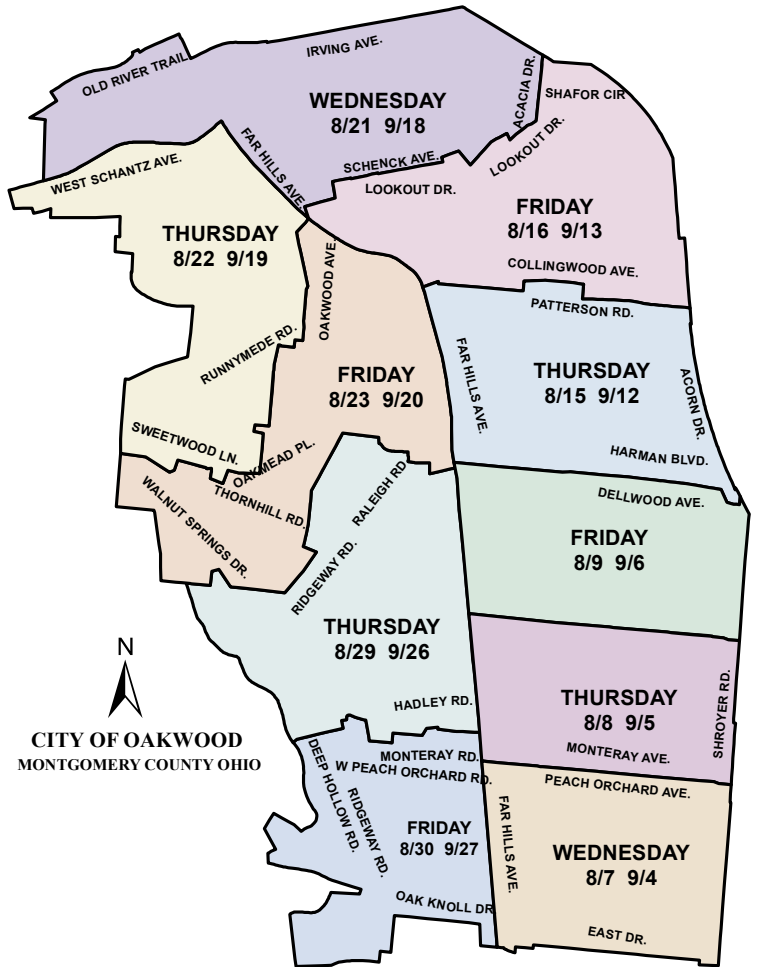 OLD RIVER TRAIL
IRVING AVE.
ACACIA DR.
SHAFOR CIR
WEDNESDAY
8/21 9/18
FAR HILLS AVE.
SCHENCK AVE.
LOOKOUT DR.
LOOKOUT DR.
WEST SCHANTZ AVE.
FRIDAY
8/16 9/13
COLLINGWOOD AVE.
THURSDAY
8/22 9/19
OAKWOOD AVE.
RUNNYMEDE RD.
PATTERSON RD.
FAR HILLS AVE.
THURSDAY
8/15 9/12
ACORN DR.
HARMAN BLVD.
FRIDAY
8/23 9/20
SWEETWOOD LN.
OAKMEAD PL.
THORNHILL RD.
WALNUT SPRINGS DR.
RALEIGH RD
RIDGEWAY RD.
DELLWOOD AVE.
FRIDAY
8/9 9/6
THURSDAY
8/29 9/26
HADLEY RD.
THURSDAY
8/8 9/5
SHROYER RD.
MONTERAY AVE.
N
CITY OF OAKWOOD
MONTGOMERY COUNTY OHIO
MONTERAY RD.
W PEACH ORCHARD RD.
DEEP HOLLOW RD.
RIDGEWAY RD.
FRIDAY
8/30 9/27
OAK KNOLL DR
FAR HILLS AVE.
PEACH ORCHARD AVE.
WEDNESDAY
8/7 9/4
EAST DR.